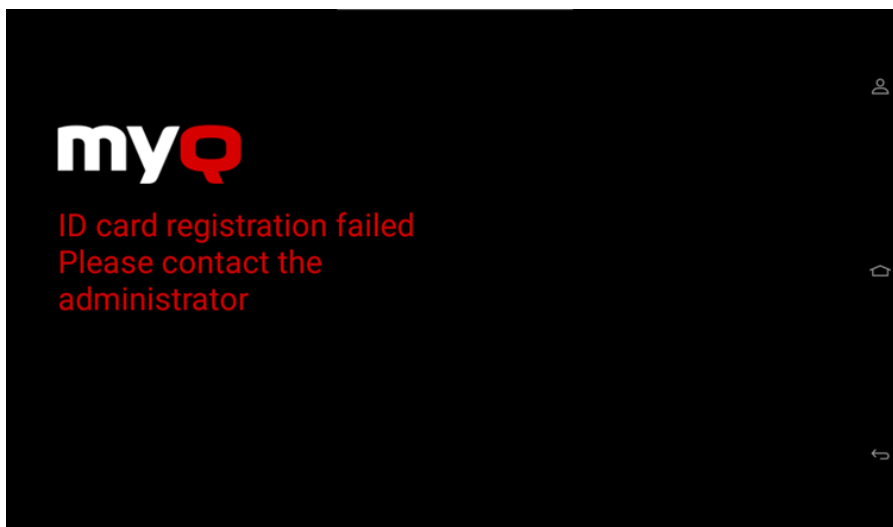 myQ
ID card registration failed
Please contact the
administrator